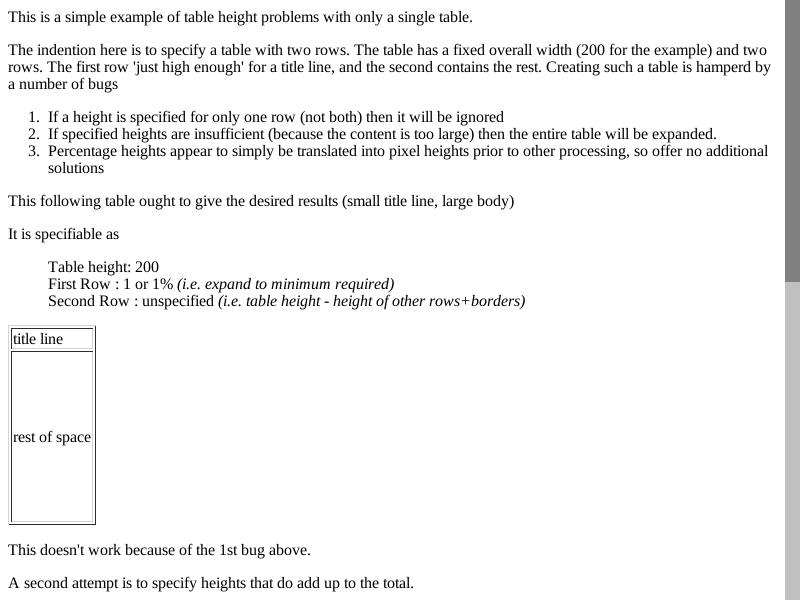 This is a simple example of table height problems with only a single table.
The indention here is to specify a table with two rows. The table has a fixed overall width (200 for the example) and two
rows. The first row 'just high enough' for a title line, and the second contains the rest. Creating such a table is hamperd by
a number of bugs
1. If a height is specified for only one row (not both) then it will be ignored
2. If specified heights are insufficient (because the content is too large) then the entire table will be expanded.
3. Percentage heights appear to simply be translated into pixel heights prior to other processing, so offer no additional
solutions
This following table ought to give the desired results (small title line, large body)
It is specifiable as
Table height: 200
First Row : 1 or 1% (i.e. expand to minimum required)
Second Row : unspecified (i.e. table height - height of other rows+borders)
title line
rest of space
This doesn't work because of the 1st bug above.
A second attempt is to specify heights that do add up to the total.